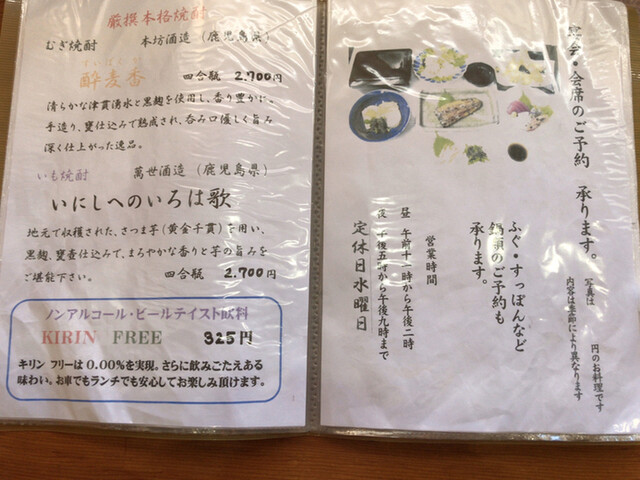 厳撰本格焼酎
むぎ焼酎 本坊酒造（鹿児島県）
酔麦香 四合瓶 2,700円
清らかな津貫湧水と黒麹を使用し、香り豊かに。
手造り、甕仕込みで熟成され、呑み口優しく旨み
深く仕上がった逸品。
いも焼酎 萬世酒造（鹿児島県）
いにしへのいろは歌
地元で収穫された、さつま芋（黄金千貫）を用い、
黒麹、甕壷仕込みで、まろやかな香りと芋の旨みを
ご堪能下さい。 四合瓶 2,700円
ノンアルコール・ビールテイスト飲料
KIRIN FREE 325円
キリン フリーは0.00%を実現。さらに飲みごたえある
味わい。お車でもランチでも安心してお楽しみ頂けます。
宴会・会席のご予約 承ります。
写真は 円のお料理です
内容は季節により異なります
ふぐ・すっぽんなど
鍋類のご予約も
承ります。
営業時間
昼 午前十一時から午後二時
夜 午後五時から午後九時まで
定休日水曜日